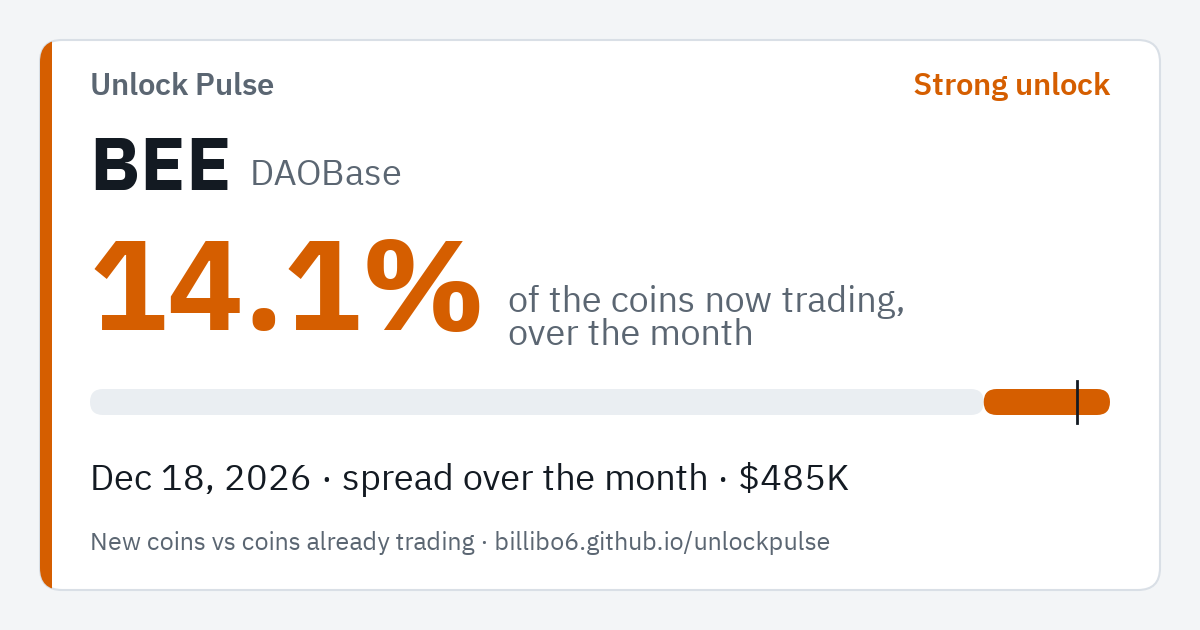 Unlock Pulse
Strong unlock
BEE DAOBase
14.1% of the coins now trading,
over the month
Dec 18, 2026 · spread over the month · $485K
New coins vs coins already trading · billibo6.github.io/unlockpulse